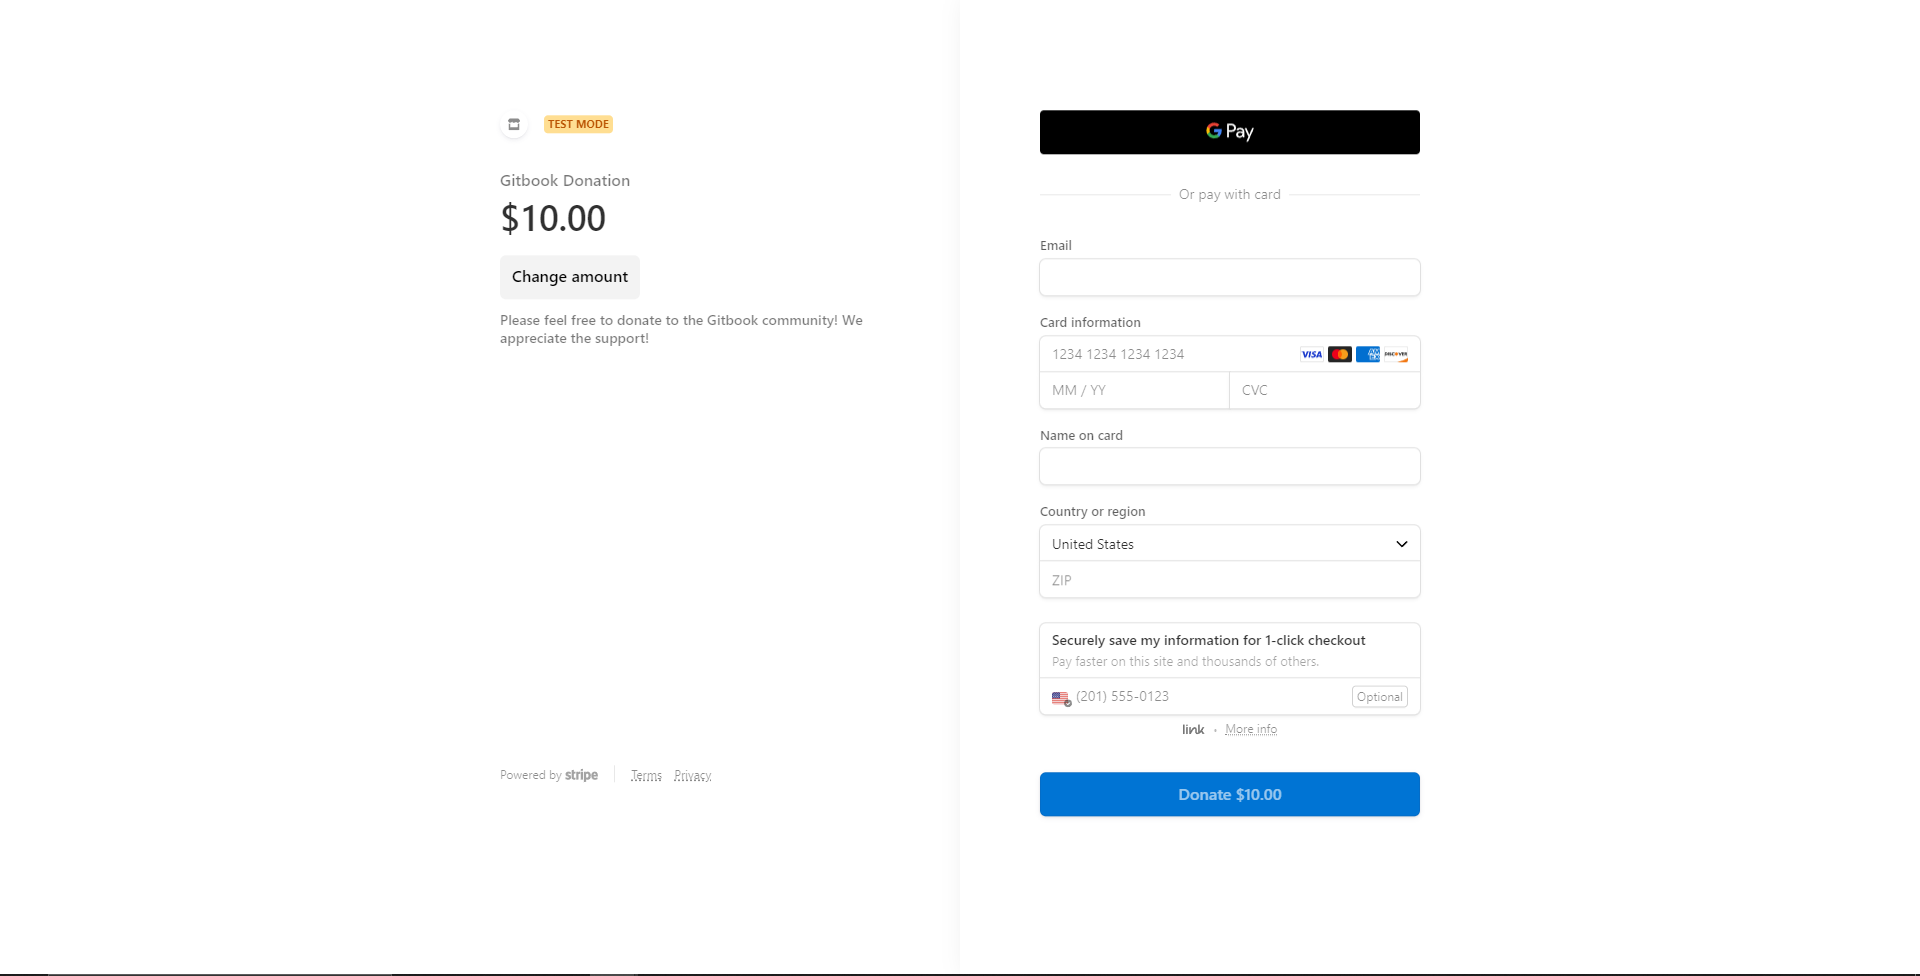 TEST MODE
Gitbook Donation
$10.00
Change amount
Please feel free to donate to the Gitbook community! We
appreciate the support!
Powered by stripe
Terms Privacy
G Pay
Or pay with card
Email
Card information
1234 1234 1234 1234
VISA
AM EX
DISCOVER
MM / YY
CVC
Name on card
Country or region
United States
ZIP
Securely save my information for 1-click checkout
Pay faster on this site and thousands of others.
(201) 555-0123
Optional
link • More info
Donate $10.00